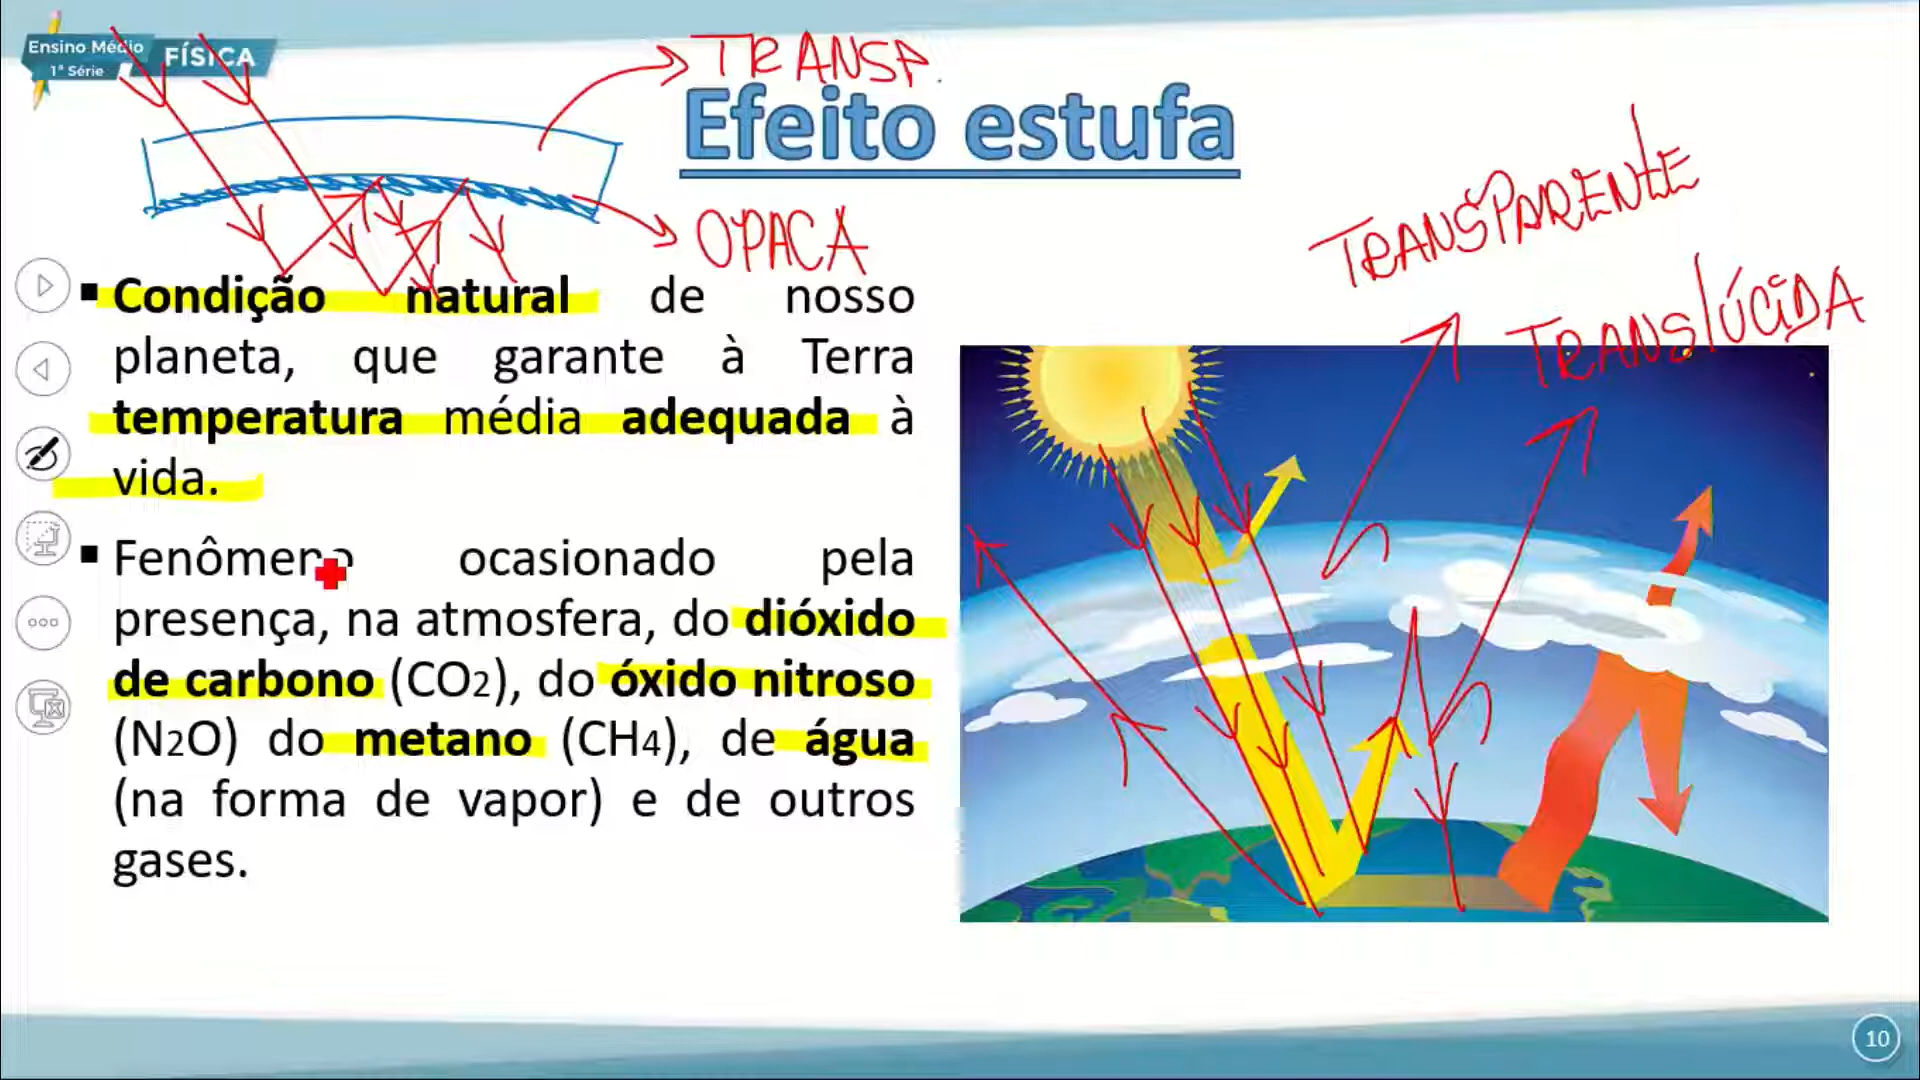 Ensino Médio
1ª Série
FÍSICA
TRANSP.
Efeito estufa
OPACA
TRANSPARENTE
TRANSLÚCIDA
▪ Condição natural de nosso
planeta, que garante à Terra
temperatura média adequada à
vida.
▪ Fenômeno ocasionado pela
presença, na atmosfera, do dióxido
de carbono (CO2), do óxido nitroso
(N2O) do metano (CH4), de água
(na forma de vapor) e de outros
gases.
10